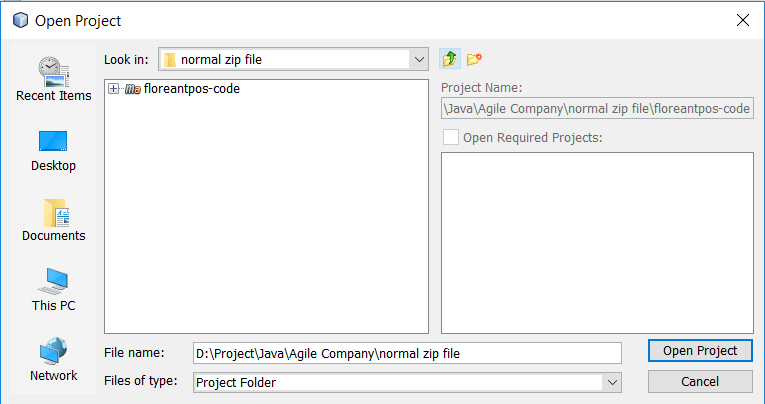 Open Project
Look in: normal zip file
Recent Items
Desktop
Documents
This PC
Network
floreantpos-code
Project Name:
\Java\Agile Company\normal zip file\floreantpos-code
Open Required Projects:
File name: D:\Project\Java\Agile Company\normal zip file
Open Project
Files of type: Project Folder
Cancel